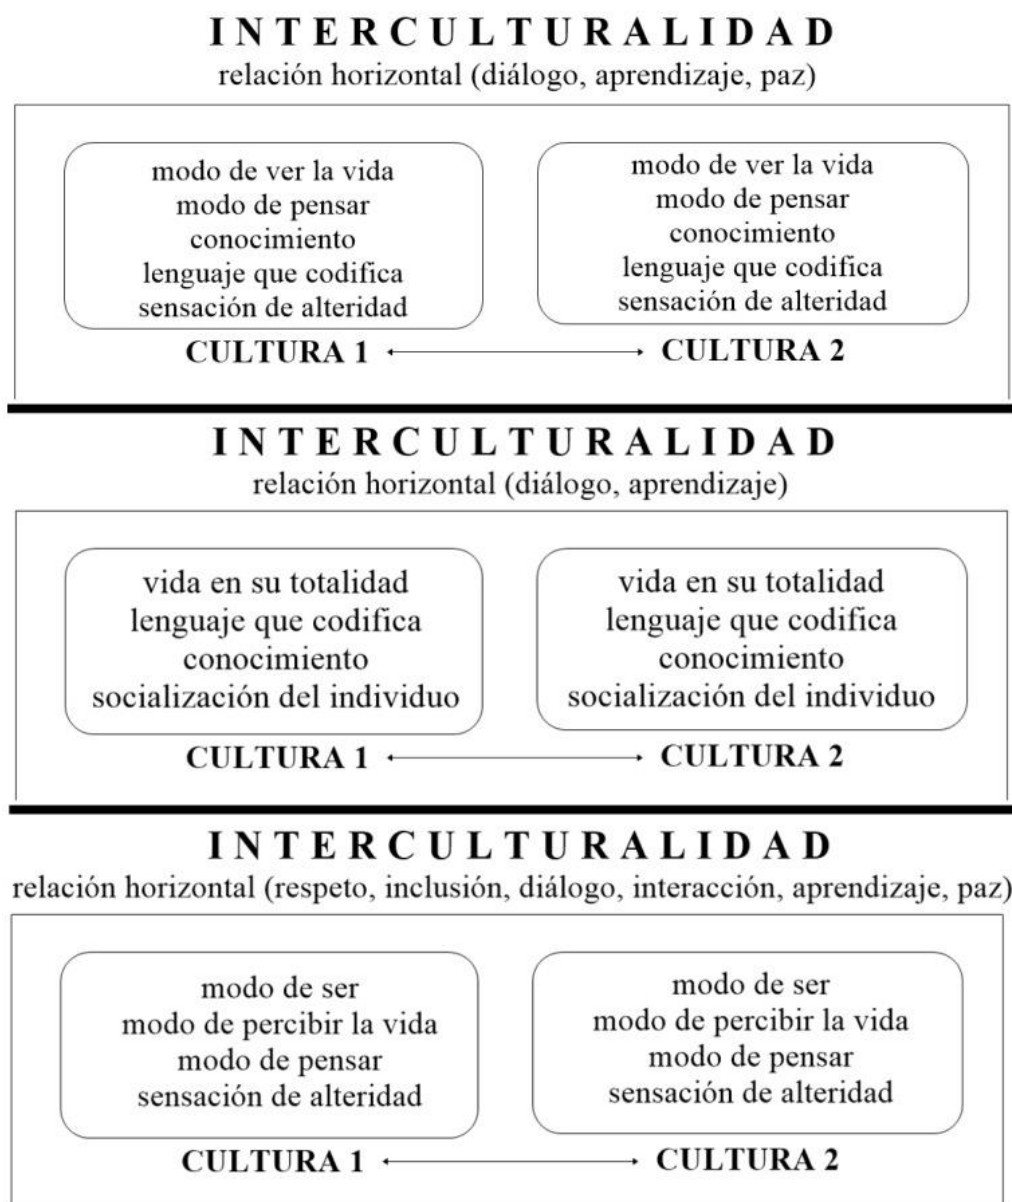 INTERCULTURALIDAD
relación horizontal (diálogo, aprendizaje, paz)
modo de ver la vida
modo de pensar
conocimiento
lenguaje que codifica
sensación de alteridad
modo de ver la vida
modo de pensar
conocimiento
lenguaje que codifica
sensación de alteridad
CULTURA 1 CULTURA 2
INTERCULTURALIDAD
relación horizontal (diálogo, aprendizaje)
vida en su totalidad
lenguaje que codifica
conocimiento
socialización del individuo
vida en su totalidad
lenguaje que codifica
conocimiento
socialización del individuo
CULTURA 1 CULTURA 2
INTERCULTURALIDAD
relación horizontal (respeto, inclusión, diálogo, interacción, aprendizaje, paz)
modo de ser
modo de percibir la vida
modo de pensar
sensación de alteridad
modo de ser
modo de percibir la vida
modo de pensar
sensación de alteridad
CULTURA 1 CULTURA 2